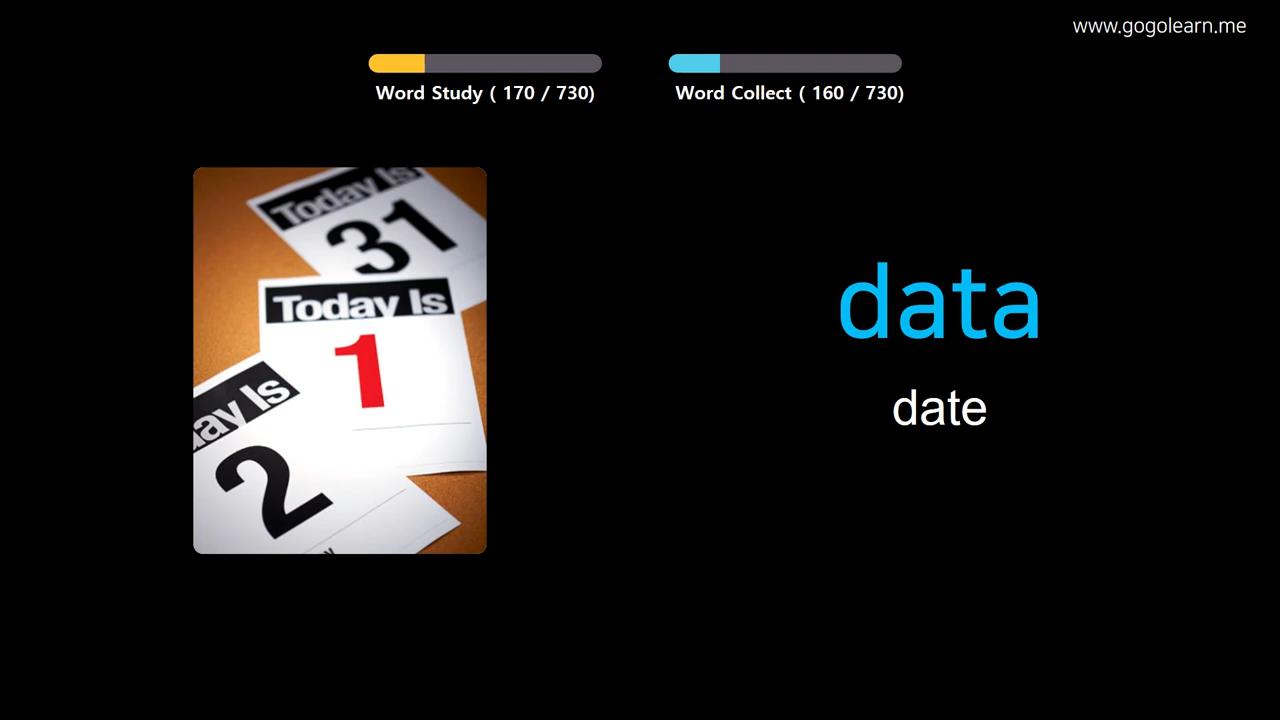 www.gogolearn.me
Word Study ( 170 / 730)
Word Collect ( 160 / 730)
Today Is
31
Today Is
1
ay Is
2
data
date